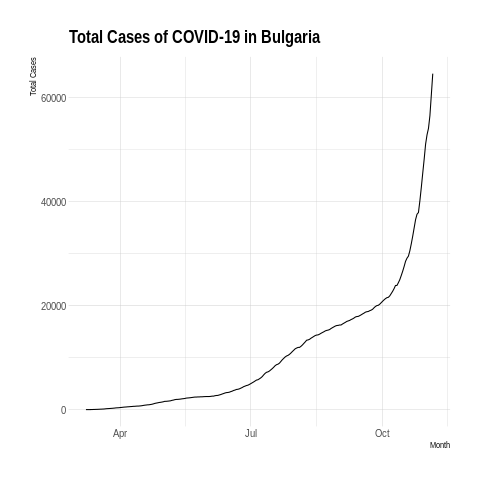 Total Cases of COVID-19 in Bulgaria
Total Cases
60000
40000
20000
0
Apr Jul Oct
Month